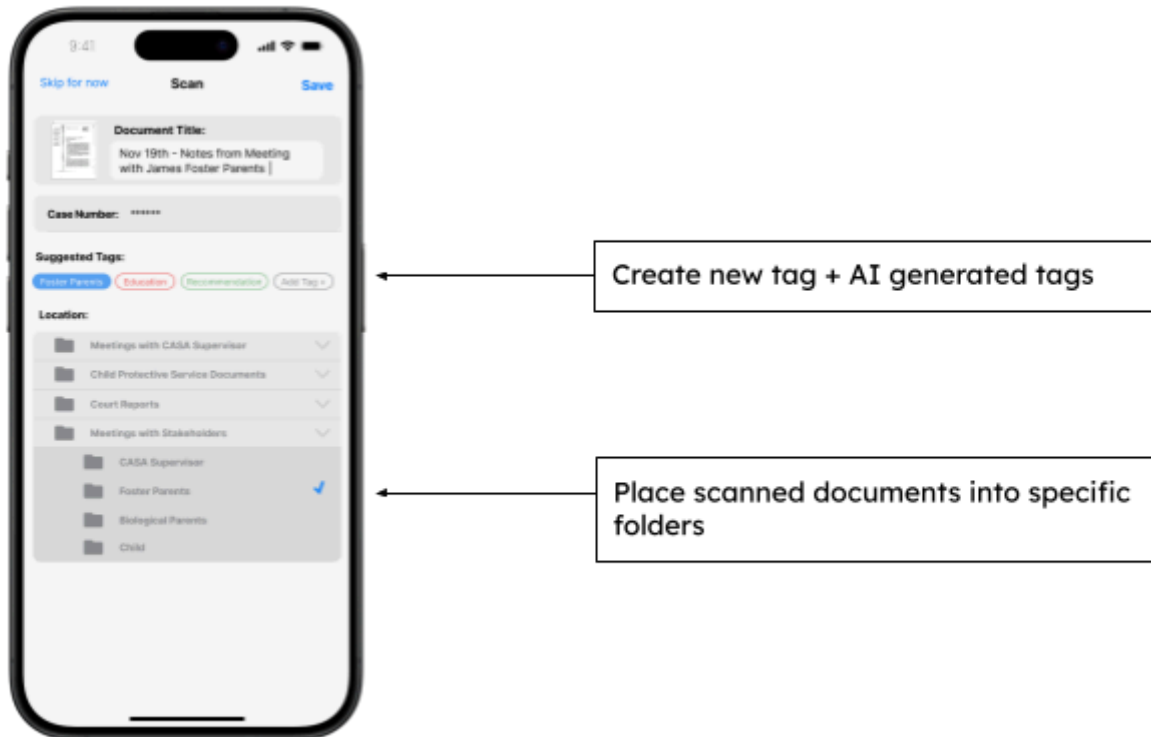 9:41
Skip for now
Scan
Save
Document Title:
Nov 19th - Notes from Meeting
with James Foster Parents
Case Number: ******
Suggested Tags:
Foster Parents
Education
Recommendation
Add Tag +
Create new tag + AI generated tags
Location:
Meetings with CASA Supervisor
Child Protective Service Documents
Court Reports
Meetings with Stakeholders
CASA Supervisor
Foster Parents
Biological Parents
Child
Place scanned documents into specific
folders